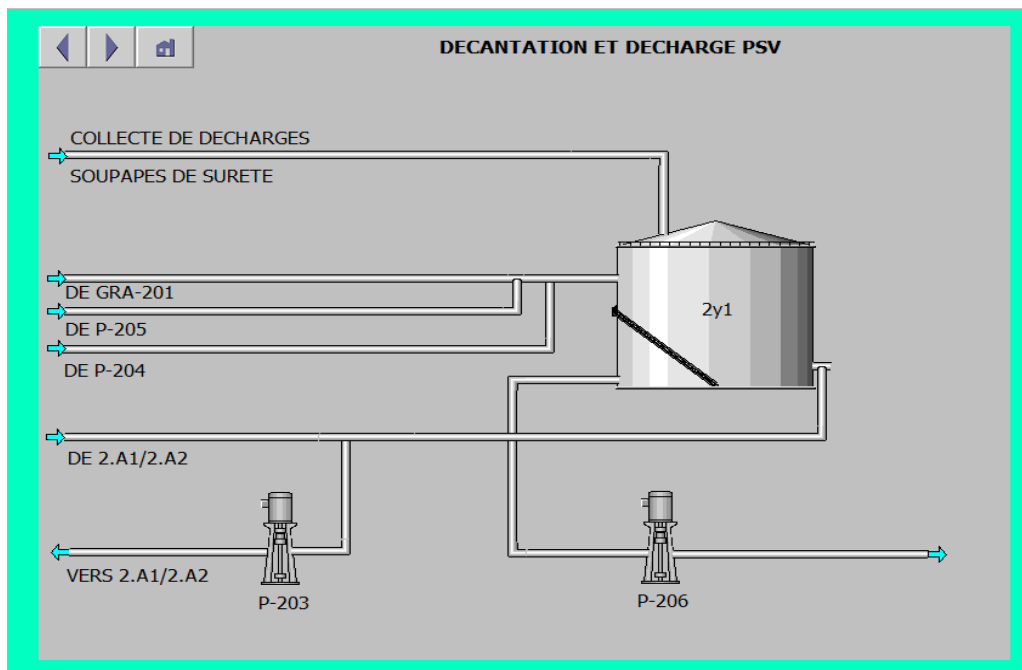 DECANTATION ET DECHARGE PSV
COLLECTE DE DECHARGES
SOUPAPES DE SURETE
DE GRA-201
2y1
DE P-205
DE P-204
DE 2.A1/2.A2
VERS 2.A1/2.A2
P-203
P-206